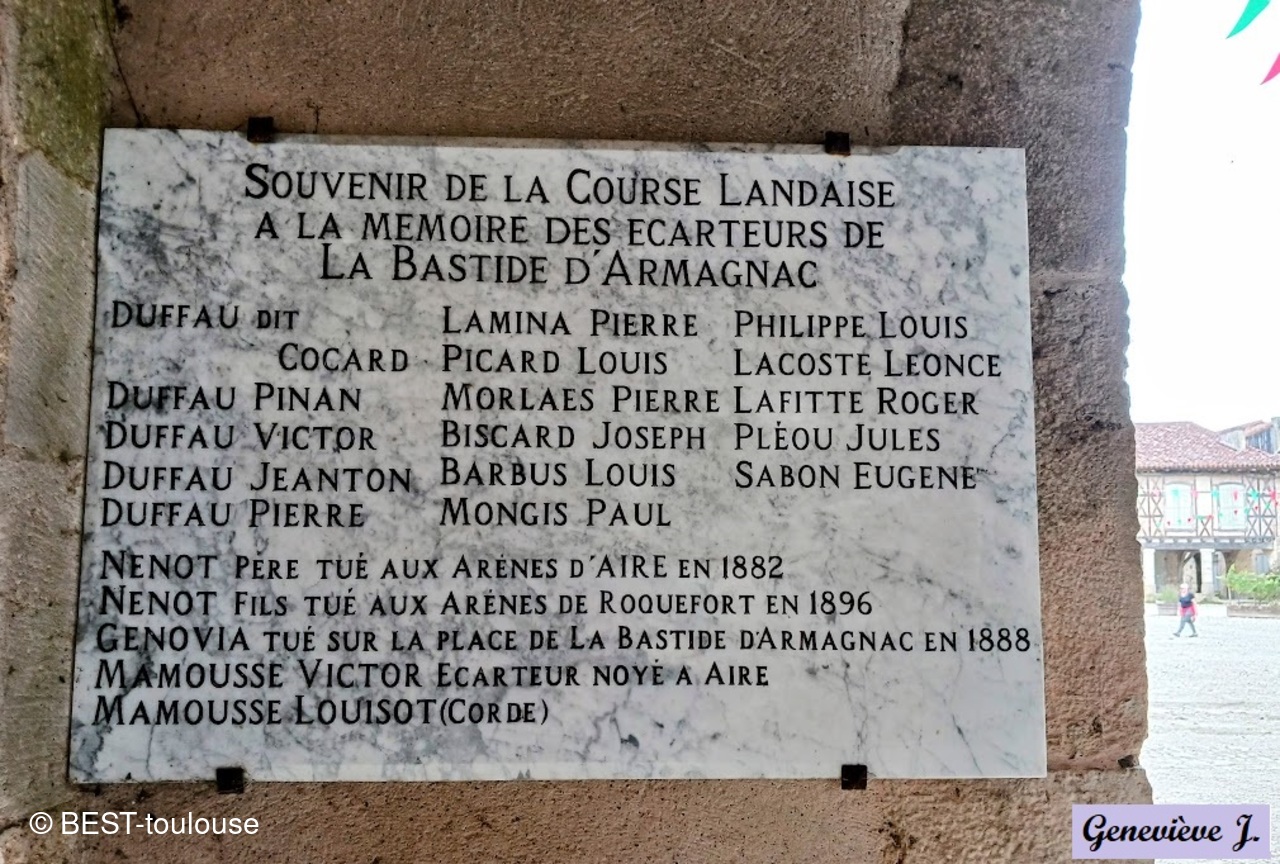 SOUVENIR DE LA COURSE LANDAISE
A LA MEMOIRE DES ECARTEURS DE
LA BASTIDE D'ARMAGNAC
DUFFAU DIT
COCARD
DUFFAU PINAN
DUFFAU VICTOR
DUFFAU JEANTON
DUFFAU PIERRE
LAMINA PIERRE
PICARD LOUIS
MORLAES PIERRE
BISCARD JOSEPH
BARBUS LOUIS
MONGIS PAUL
PHILIPPE LOUIS
LACOSTE LEONCE
LAFITTE ROGER
PLÉOU JULES
SABON EUGENE
NENOT PÈRE TUÉ AUX ARÈNES D'AIRE EN 1882
NENOT FILS TUÉ AUX ARÈNES DE ROQUEFORT EN 1896
GENOVIA TUÉ SUR LA PLACE DE LA BASTIDE D'ARMAGNAC EN 1888
MAMOUSSE VICTOR ECARTEUR NOYÉ A AIRE
MAMOUSSE LOUISOT (CORDE)
© BEST-toulouse
Geneviève J.